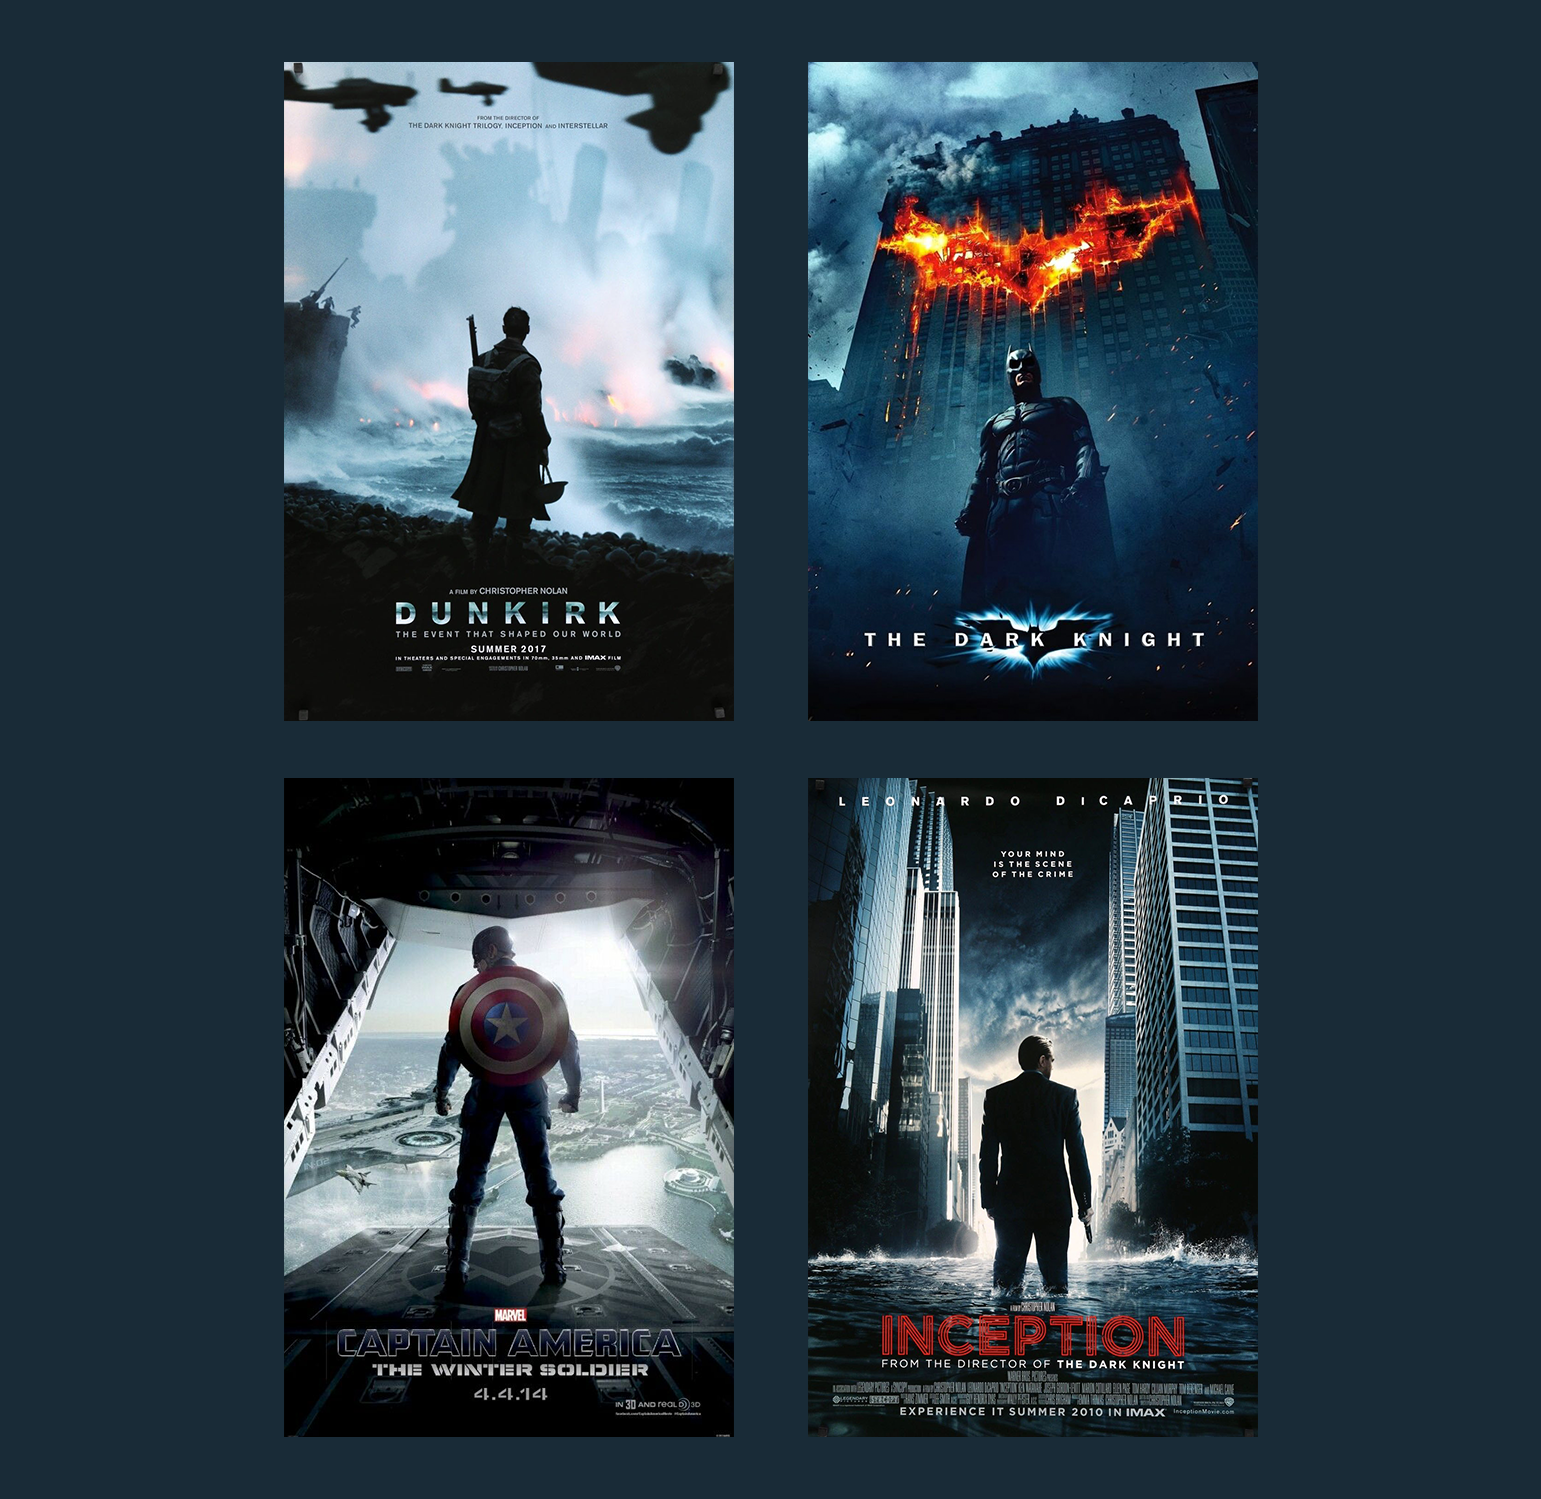 FROM THE DIRECTOR OF
THE DARK KNIGHT TRILOGY, INCEPTION AND INTERSTELLAR
A FILM BY CHRISTOPHER NOLAN
DUNKIRK
THE EVENT THAT SHAPED OUR WORLD
SUMMER 2017
IN THEATERS AND SPECIAL ENGAGEMENTS IN 70mm, 35mm AND IMAX FILM
THE DARK KNIGHT
MARVEL
CAPTAIN AMERICA
THE WINTER SOLDIER
4.4.14
IN 3D AND REAL D 3D
LEONARDO DICAPRIO
YOUR MIND
IS THE SCENE
OF THE CRIME
A FILM BY CHRISTOPHER NOLAN
INCEPTION
FROM THE DIRECTOR OF THE DARK KNIGHT
WARNER BROS. PICTURES PRESENTS
EXPERIENCE IT SUMMER 2010 IN IMAX
InceptionMovie.com